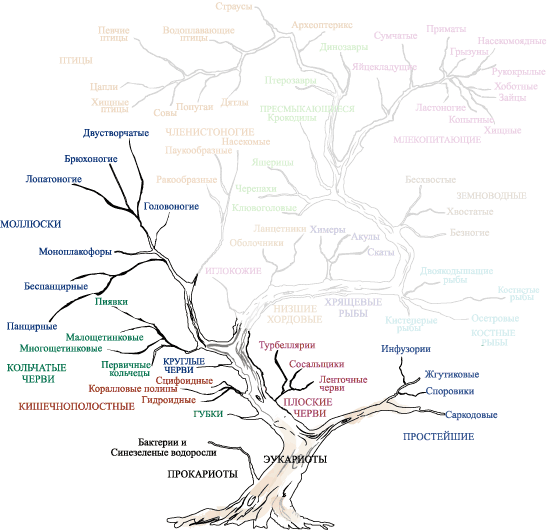 Страусы
Археоптерикс
Певчие
птицы
Водоплавающие
птицы
Динозавры
Сумчатые
Приматы
Насекомоядные
Грызуны
ПТИЦЫ
Яйцекладущие
Рукокрылые
Птерозавры
Цапли
Хоботные
Зайцы
Хищные
птицы
Совы
Попугаи
Дятлы
ПРЕСМЫКАЮЩИЕСЯ
Крокодилы
Ластоногие
Копытные
Хищные
Двустворчатые
ЧЛЕНИСТОНОГИЕ
Насекомые
МЛЕКОПИТАЮЩИЕ
Паукообразные
Брюхоногие
Ящерицы
Лопатоногие
Ракообразные
Бесхвостые
Черепахи
ЗЕМНОВОДНЫЕ
Головоногие
Клювоголовые
Хвостатые
МОЛЛЮСКИ
Ланцетники
Химеры
Безногие
Оболочники
Акулы
Моноплакофоры
Скаты
ИГЛОКОЖИЕ
Двоякодышащие
рыбы
Беспанцирные
Костистые
рыбы
Пиявки
НИЗШИЕ
ХОРДОВЫЕ
ХРЯЩЕВЫЕ
РЫБЫ
Панцирные
Кистеперые
рыбы
Осетровые
Малощетинковые
КОСТНЫЕ
РЫБЫ
Многощетинковые
Турбеллярии
Инфузории
КОЛЬЧАТЫЕ
ЧЕРВИ
Первичные
кольчецы
КРУГЛЫЕ
ЧЕРВИ
Сосальщики
Сцифоидные
Ленточные
черви
Жгутиковые
Коралловые полипы
Споровики
Гидроидные
КИШЕЧНОПОЛОСТНЫЕ
ПЛОСКИЕ
ЧЕРВИ
ГУБКИ
Саркодовые
ПРОСТЕЙШИЕ
Бактерии и
Синезеленые водоросли
ЭУКАРИОТЫ
ПРОКАРИОТЫ